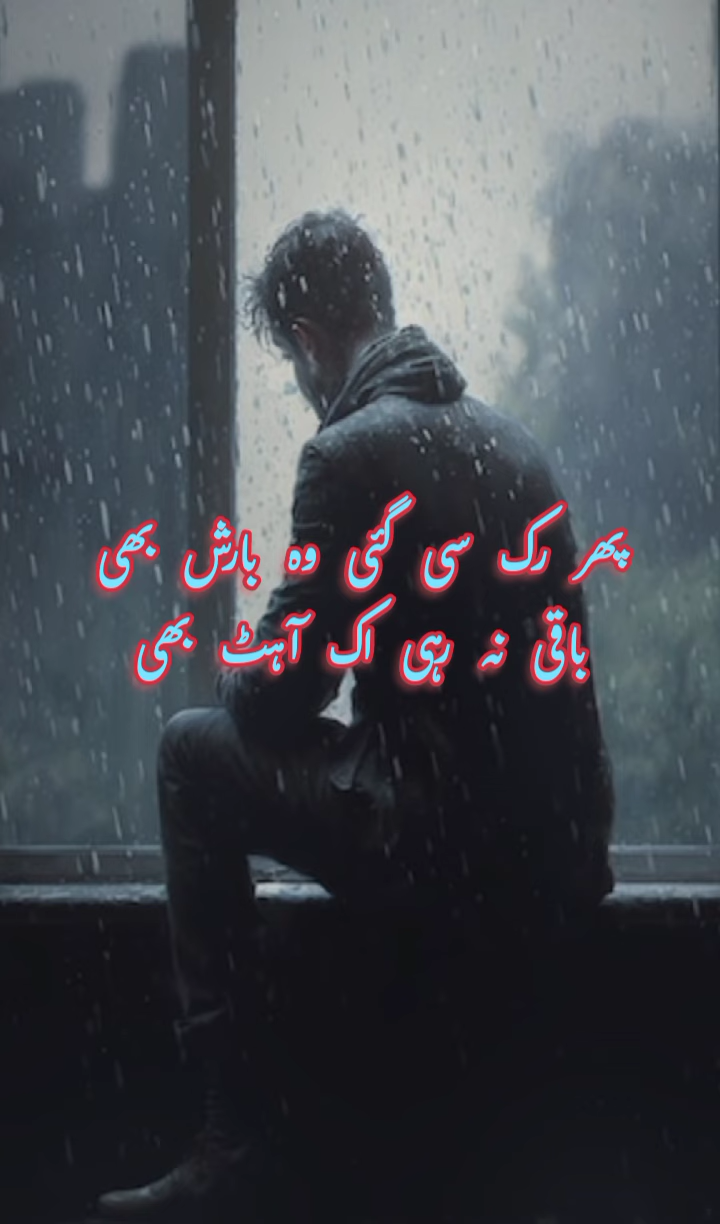 پھر رک سی گئی وہ بارش بھی
باقی نہ رہی اک آہٹ بھی